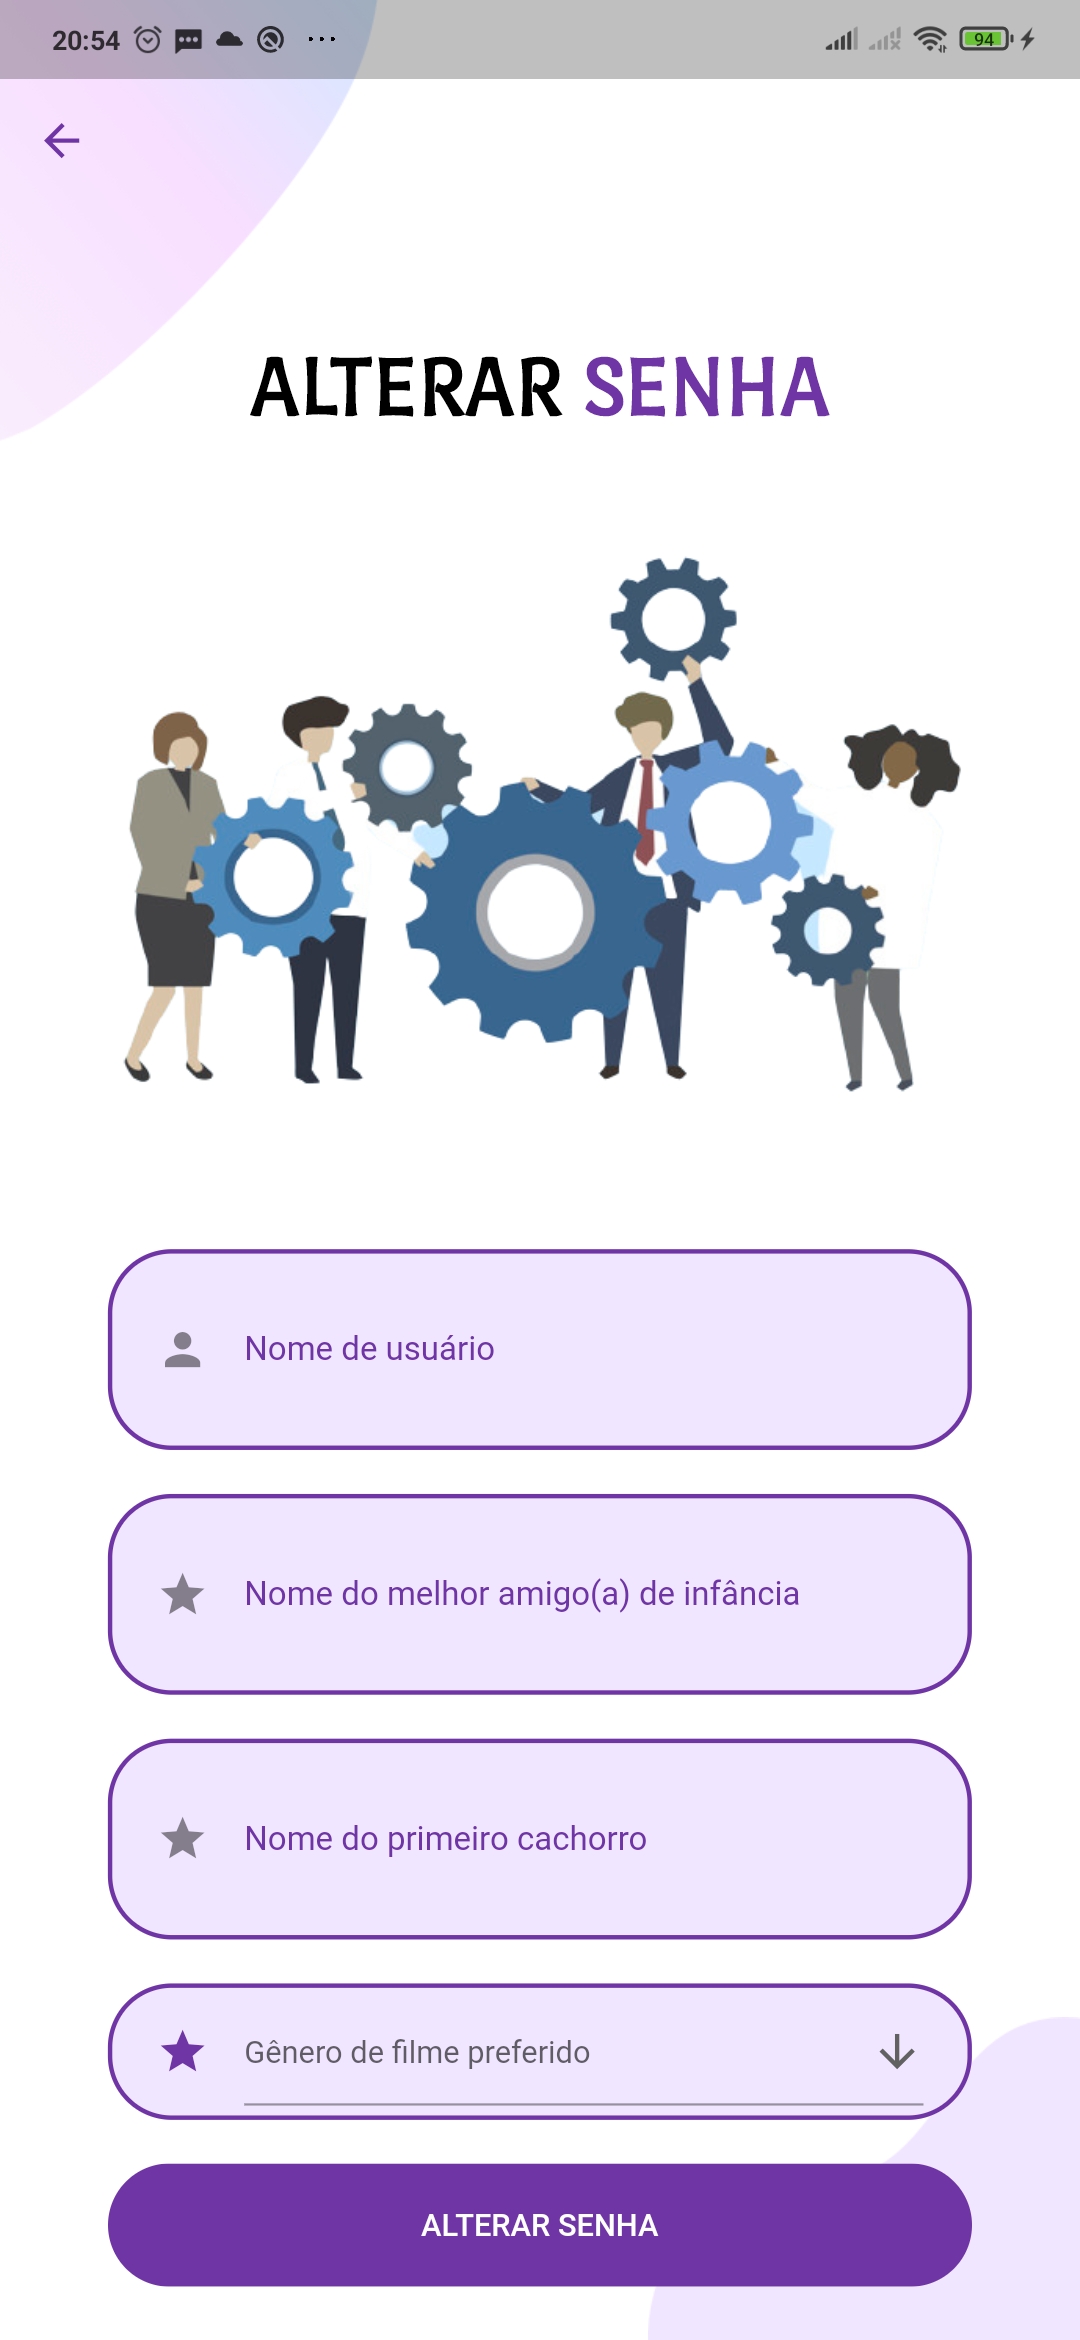 20:54
94
ALTERAR SENHA
Nome de usuário
Nome do melhor amigo(a) de infância
Nome do primeiro cachorro
Gênero de filme preferido
ALTERAR SENHA